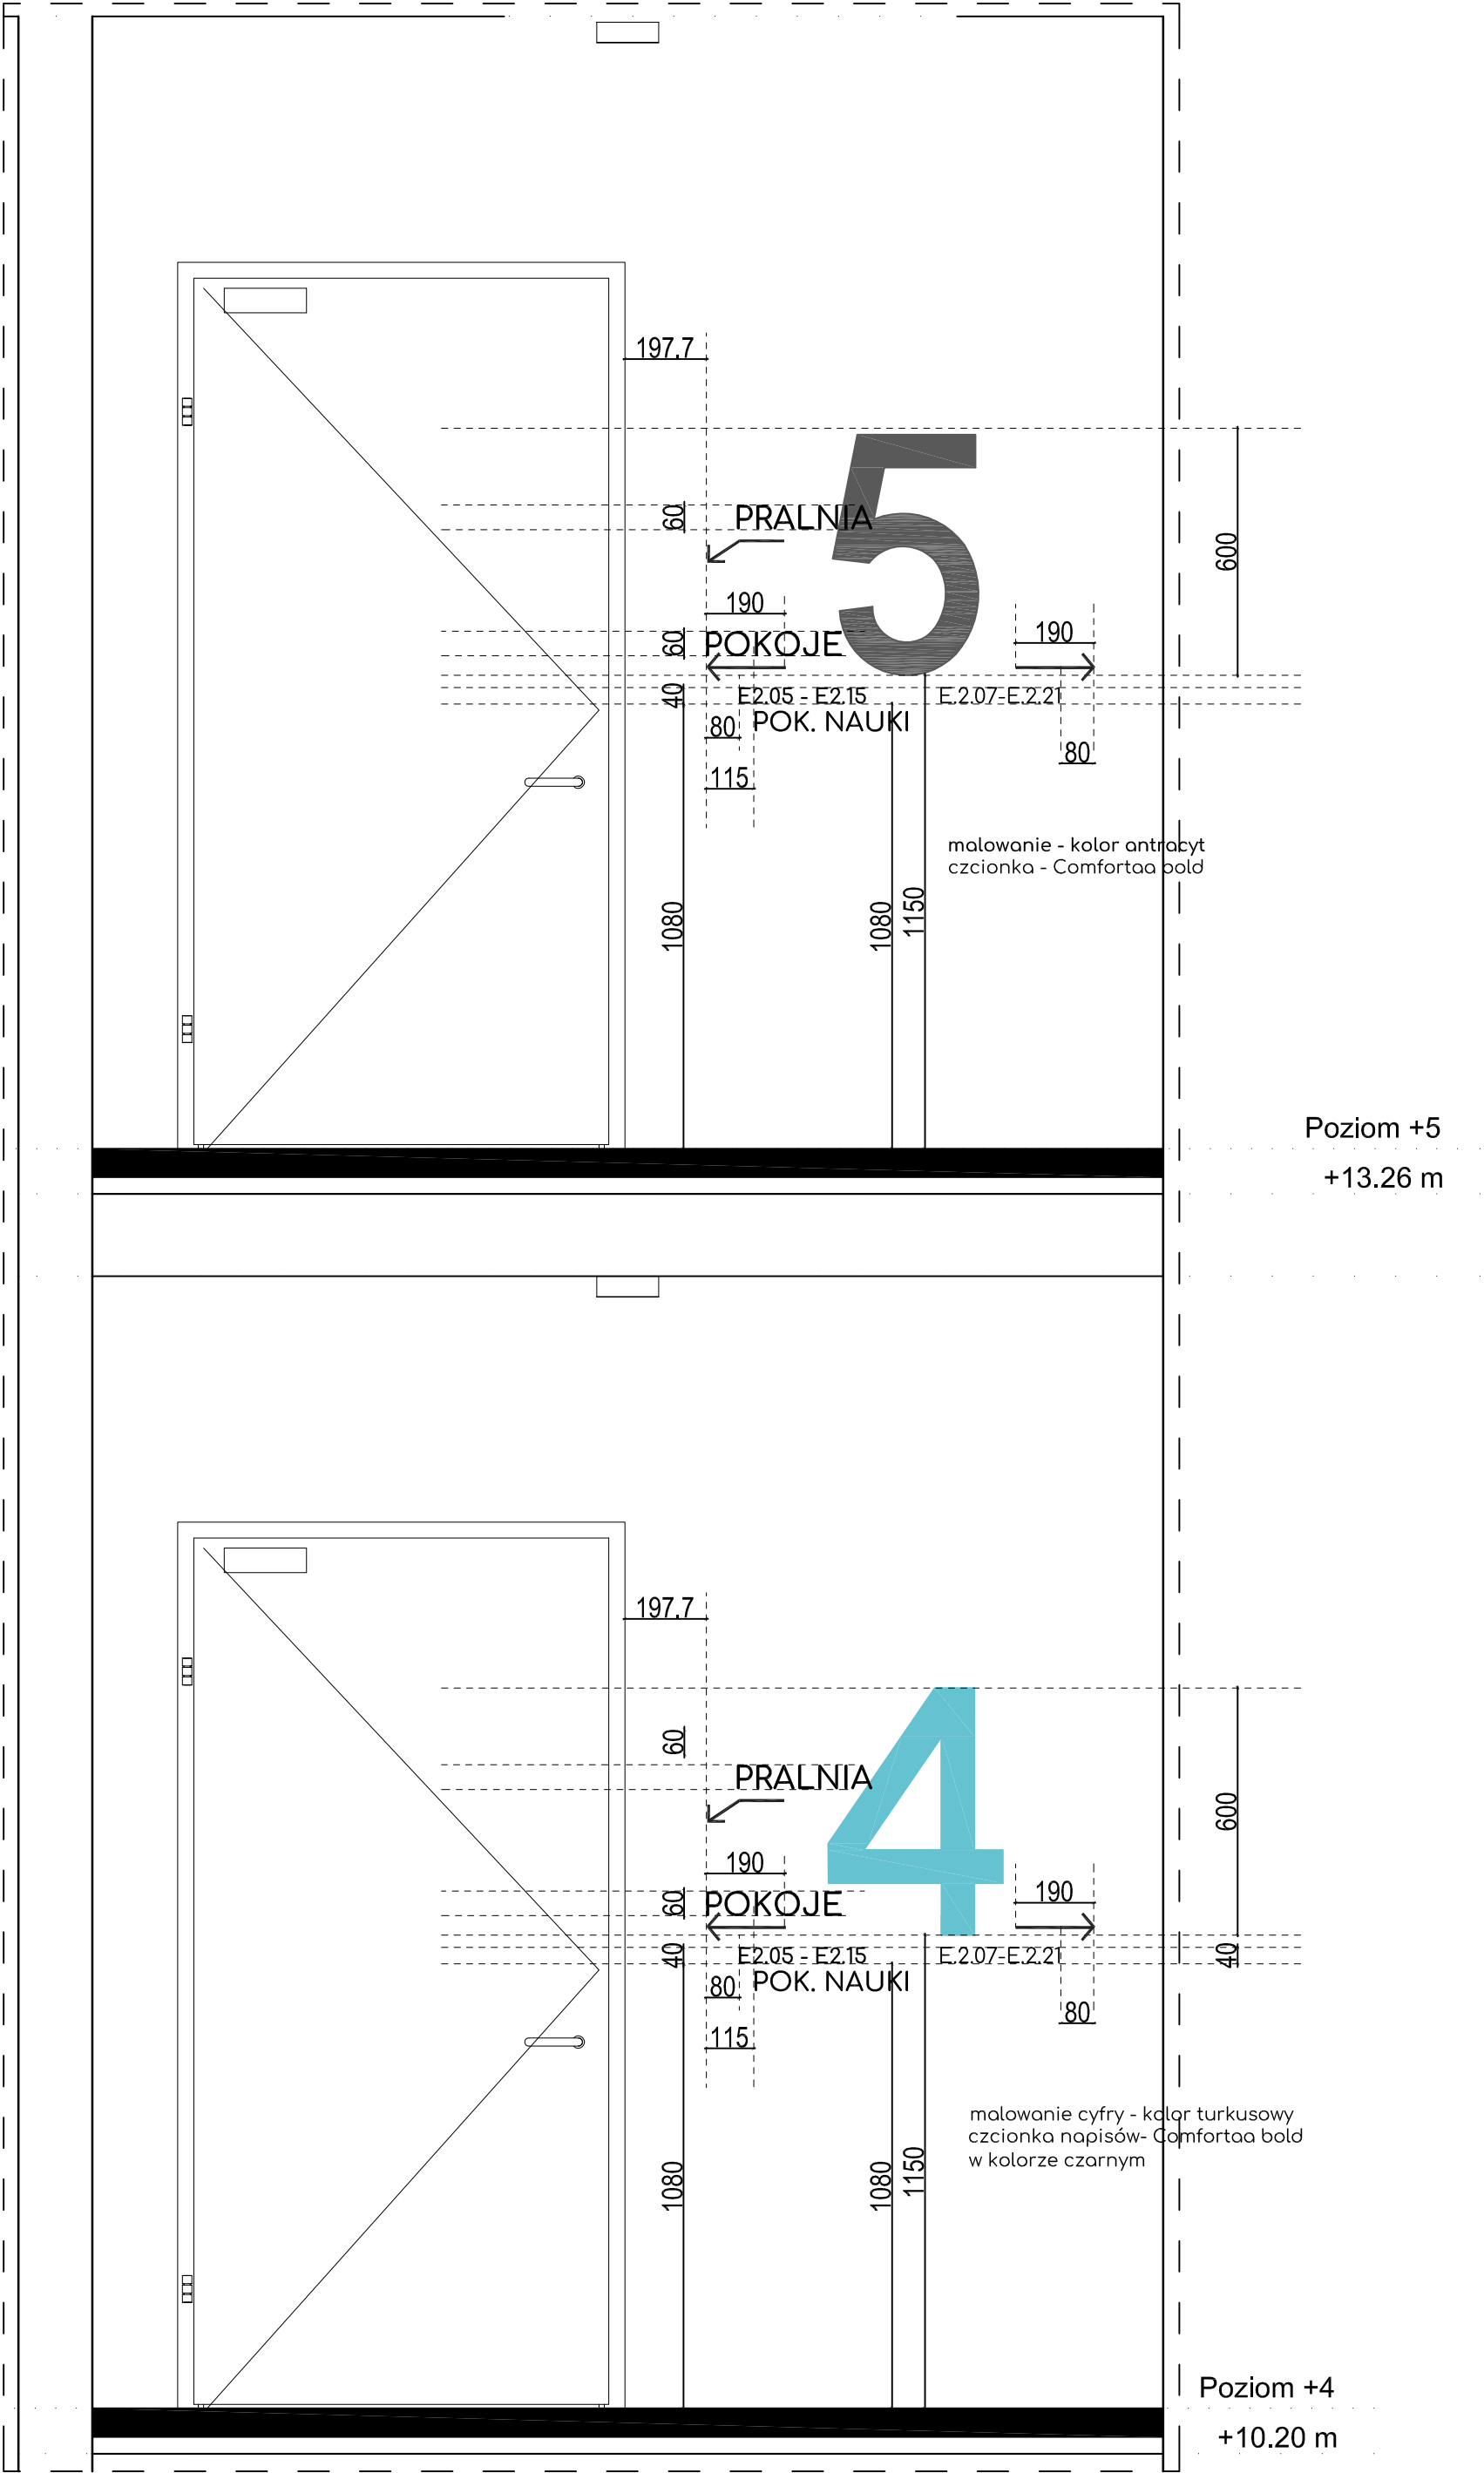 197.7
5
60
PRALNIA
600
190
190
60
POKOJE
40
E2.05 - E2.15
E.2.07-E.2.21
POK. NAUKI
80
80
115
malowanie - kolor antracyt
czcionka - Comfortaa bold
1080
1080
1150
Poziom +5
+13.26 m
197.7
4
60
PRALNIA
600
190
190
60
POKOJE
40
E2.05 - E2.15
E.2.07-E.2.21
40
POK. NAUKI
80
80
115
malowanie cyfry - kolor turkusowy
czcionka napisów- Comfortaa bold
w kolorze czarnym
1080
1080
1150
Poziom +4
+10.20 m